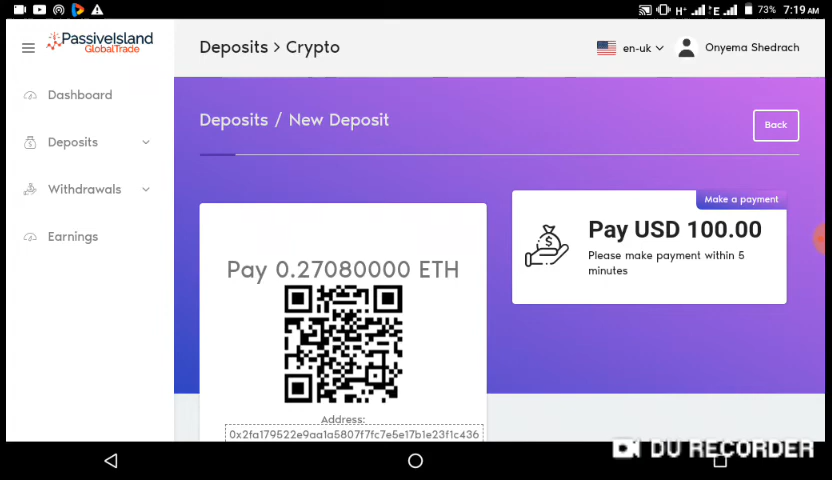 73% 7:19 AM
PassiveIsland
GlobalTrade
Deposits > Crypto
en-uk
Onyema Shedrach
Dashboard
Deposits
Withdrawals
Earnings
Deposits / New Deposit
Back
Make a payment
Pay USD 100.00
Please make payment within 5
minutes
Pay 0.27080000 ETH
Address:
0x2fa179522e9aa1a5807f7fc7e5e17b1e23f1c436
DU RECORDER